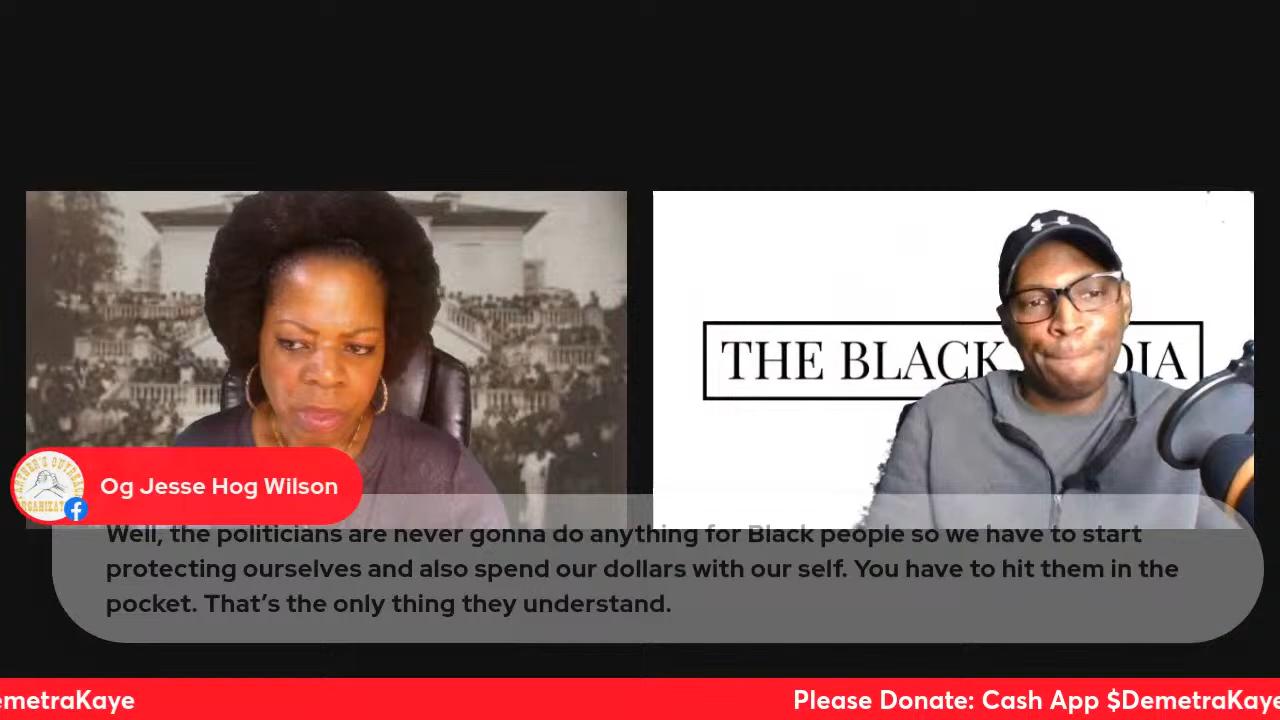 THE BLACK
DIA
Og Jesse Hog Wilson
Well, the politicians are never gonna do anything for Black people so we have to start
protecting ourselves and also spend our dollars with our self. You have to hit them in the
pocket. That’s the only thing they understand.
emetraKaye
Please Donate: Cash App $DemetraKaye